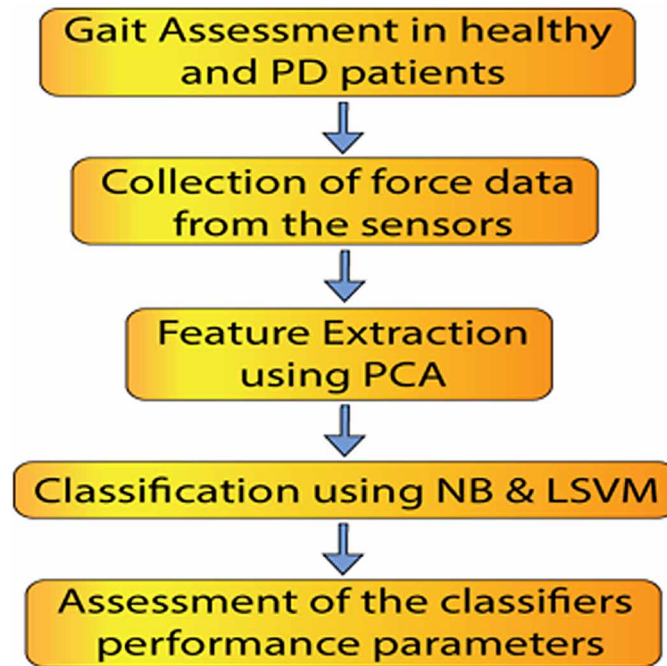 Gait Assessment in healthy
and PD patients
Collection of force data
from the sensors
Feature Extraction
using PCA
Classification using NB & LSVM
Assessment of the classifiers
performance parameters